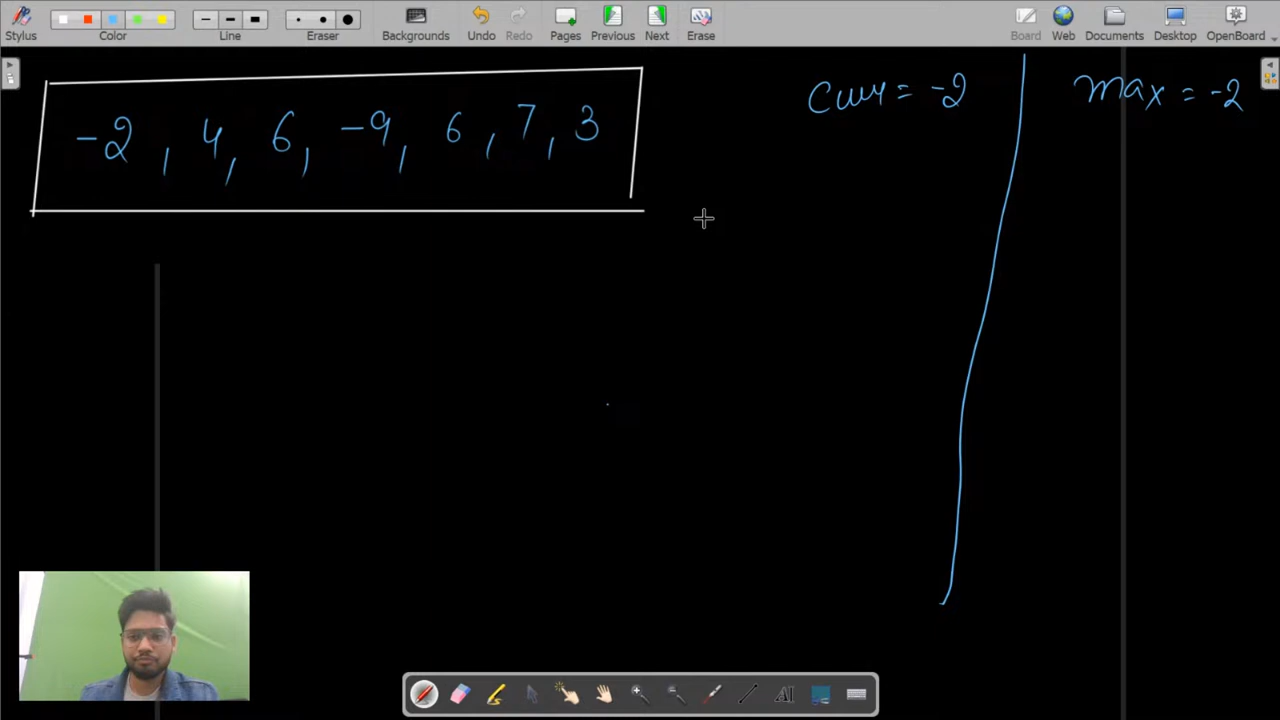 Stylus Color Line Eraser Backgrounds Undo Redo Pages Previous Next Erase Board Web Documents Desktop OpenBoard
-2 , 4 , 6 , -9 , 6 , 7 , 3
Curr = -2
max = -2
AI